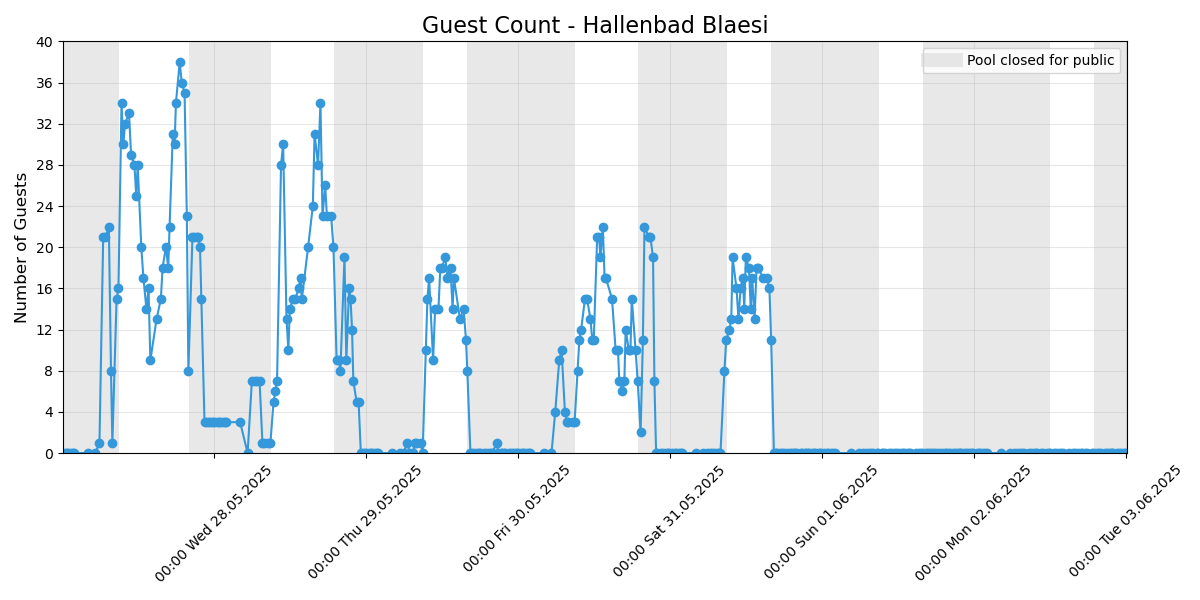 Guest Count - Hallenbad Blaesi
Pool closed for public
Number of Guests
40
36
32
28
24
20
16
12
8
4
0
00:00 Wed 28.05.2025
00:00 Thu 29.05.2025
00:00 Fri 30.05.2025
00:00 Sat 31.05.2025
00:00 Sun 01.06.2025
00:00 Mon 02.06.2025
00:00 Tue 03.06.2025